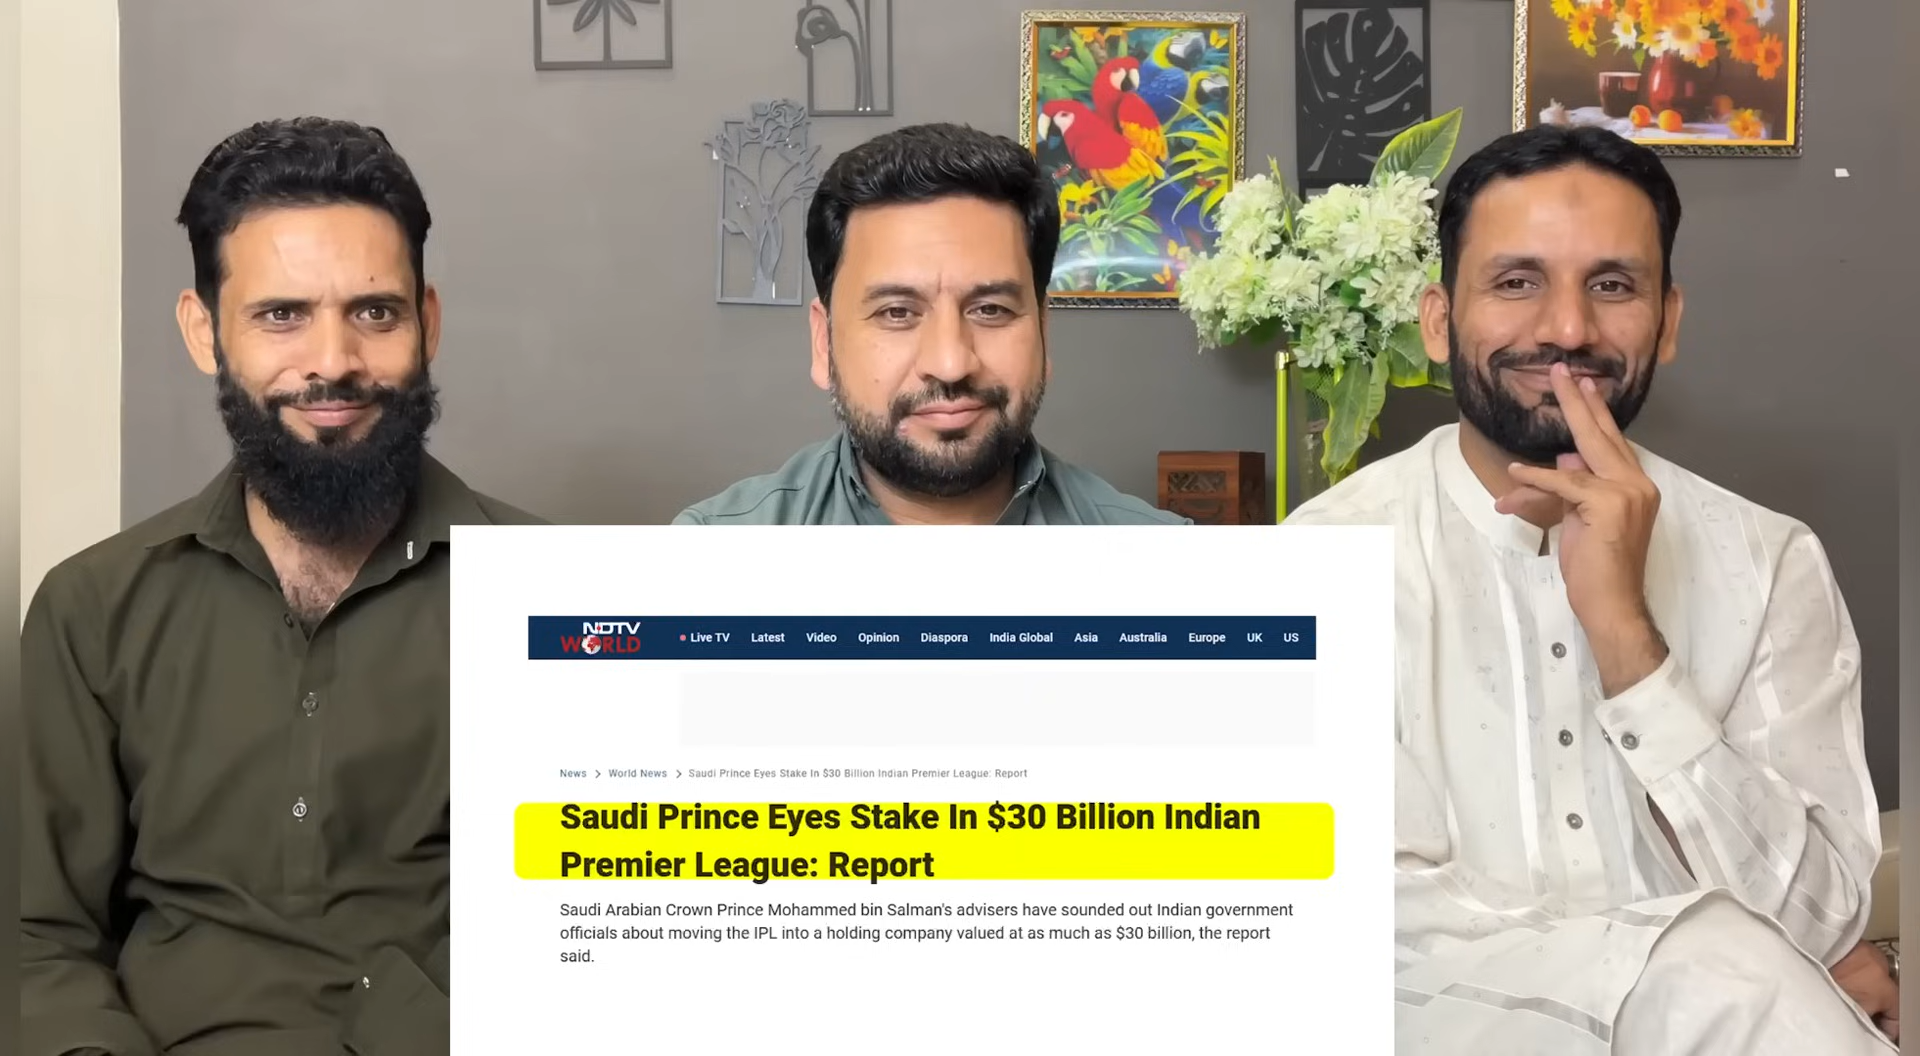 NDTV
WORLD
Live TV Latest Video Opinion Diaspora India Global Asia Australia Europe UK US
News > World News > Saudi Prince Eyes Stake In $30 Billion Indian Premier League: Report
Saudi Prince Eyes Stake In $30 Billion Indian
Premier League: Report
Saudi Arabian Crown Prince Mohammed bin Salman's advisers have sounded out Indian government
officials about moving the IPL into a holding company valued at as much as $30 billion, the report
said.